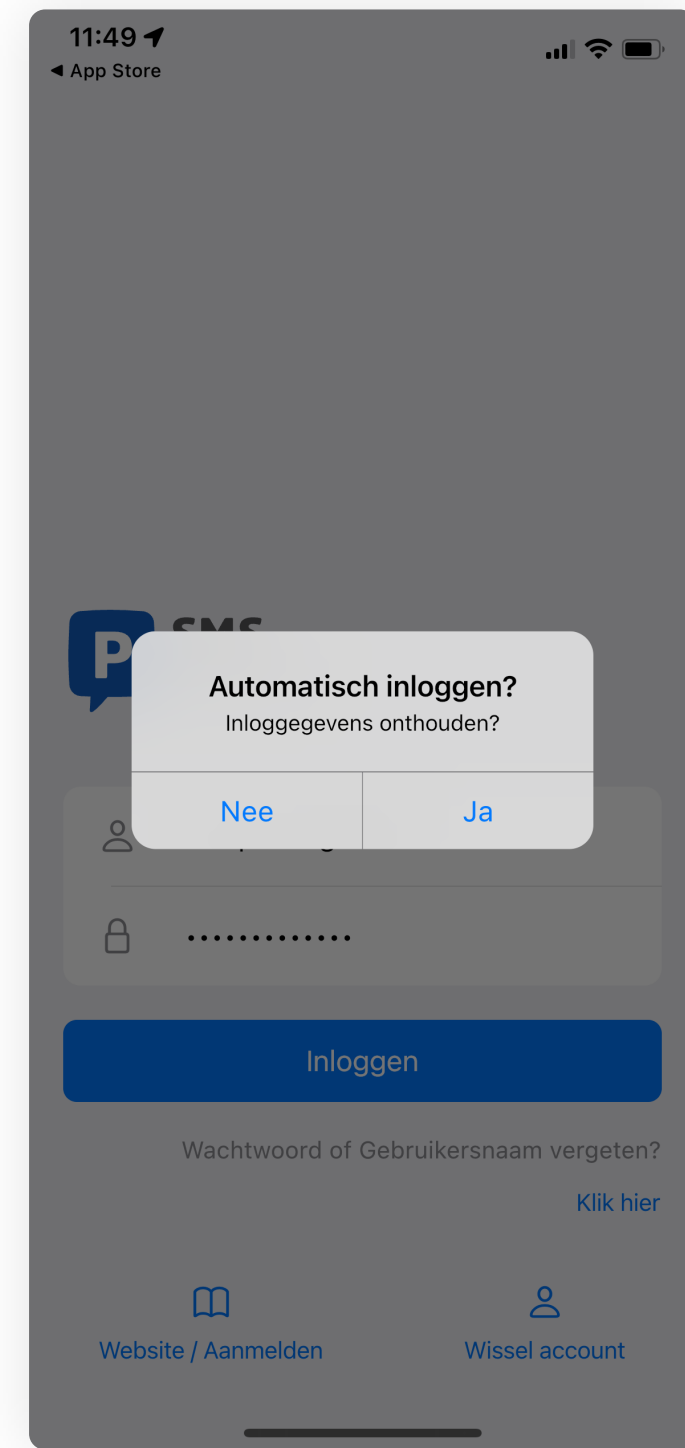 11:49
◀ App Store
P
SMS
Automatisch inloggen?
Inloggegevens onthouden?
Nee
Ja
Inloggen
Wachtwoord of Gebruikersnaam vergeten?
Klik hier
Website / Aanmelden
Wissel account